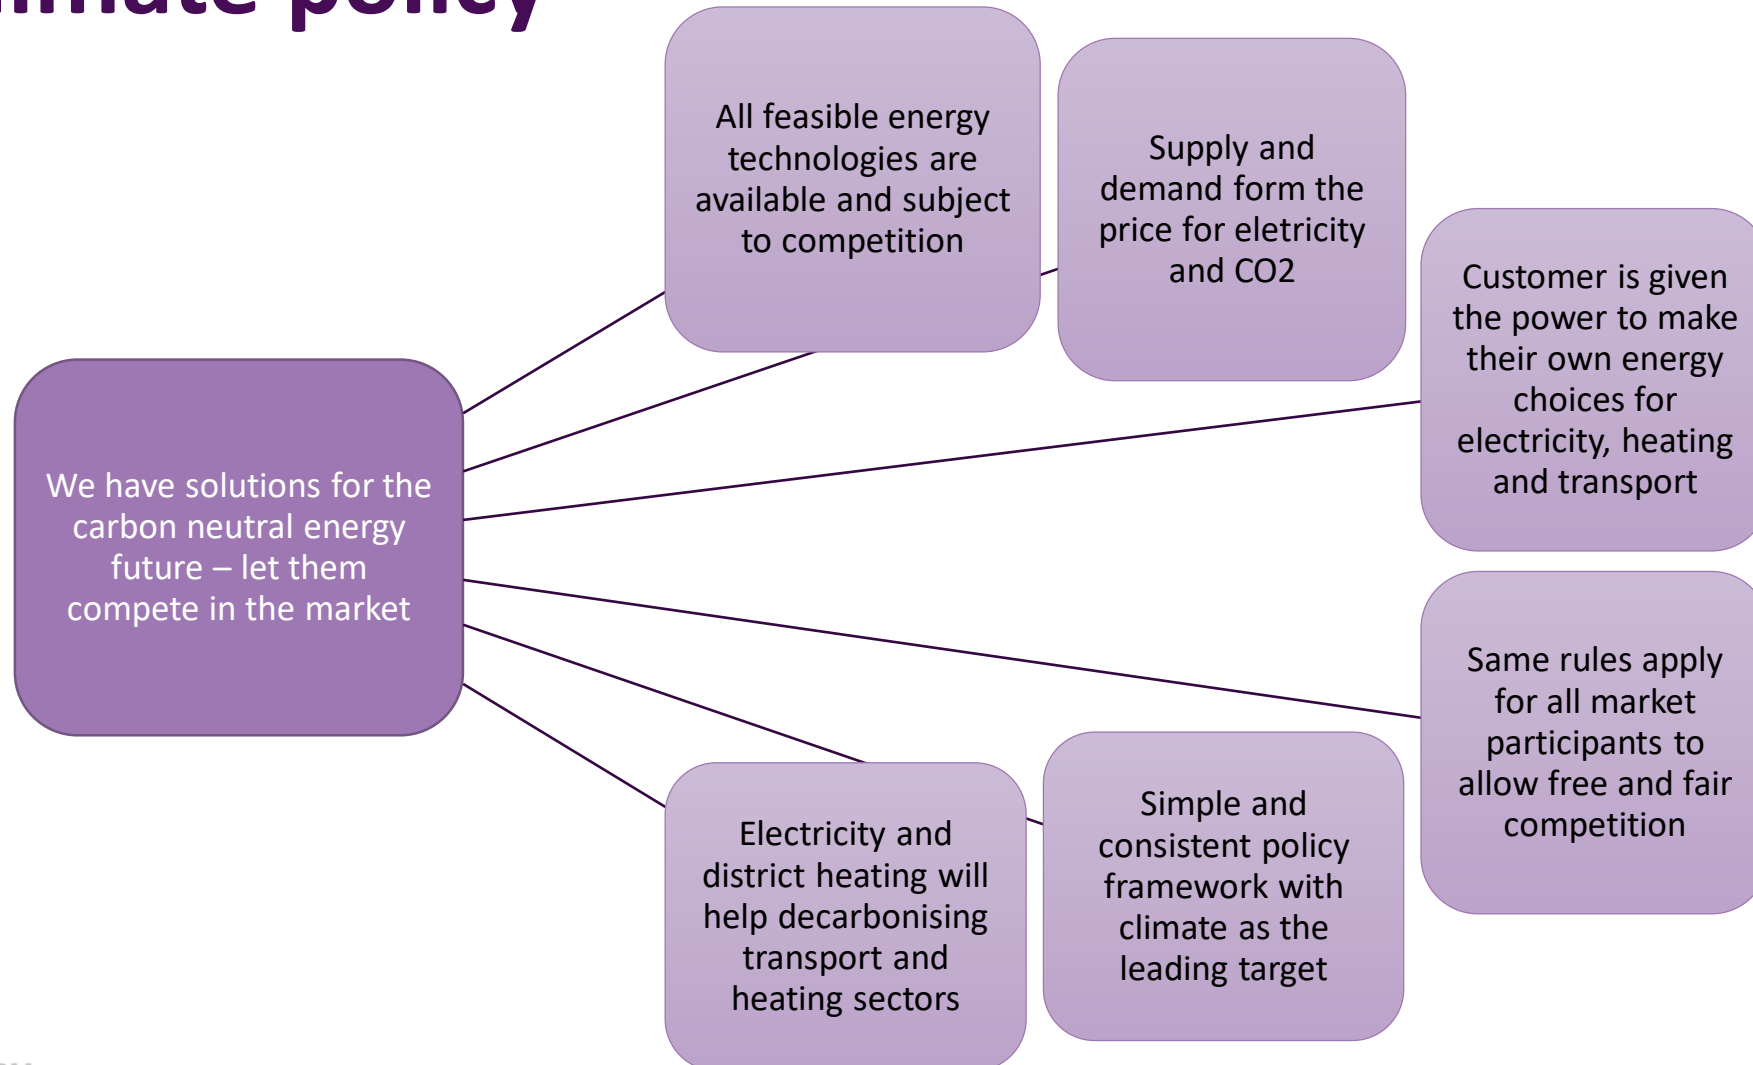 climate policy
All feasible energy
technologies are
available and subject
to competition
Supply and
demand form the
price for eletricity
and CO2
Customer is given
the power to make
their own energy
choices for
electricity, heating
and transport
We have solutions for the
carbon neutral energy
future – let them
compete in the market
Same rules apply
for all market
participants to
allow free and fair
competition
Simple and
consistent policy
framework with
climate as the
leading target
Electricity and
district heating will
help decarbonising
transport and
heating sectors